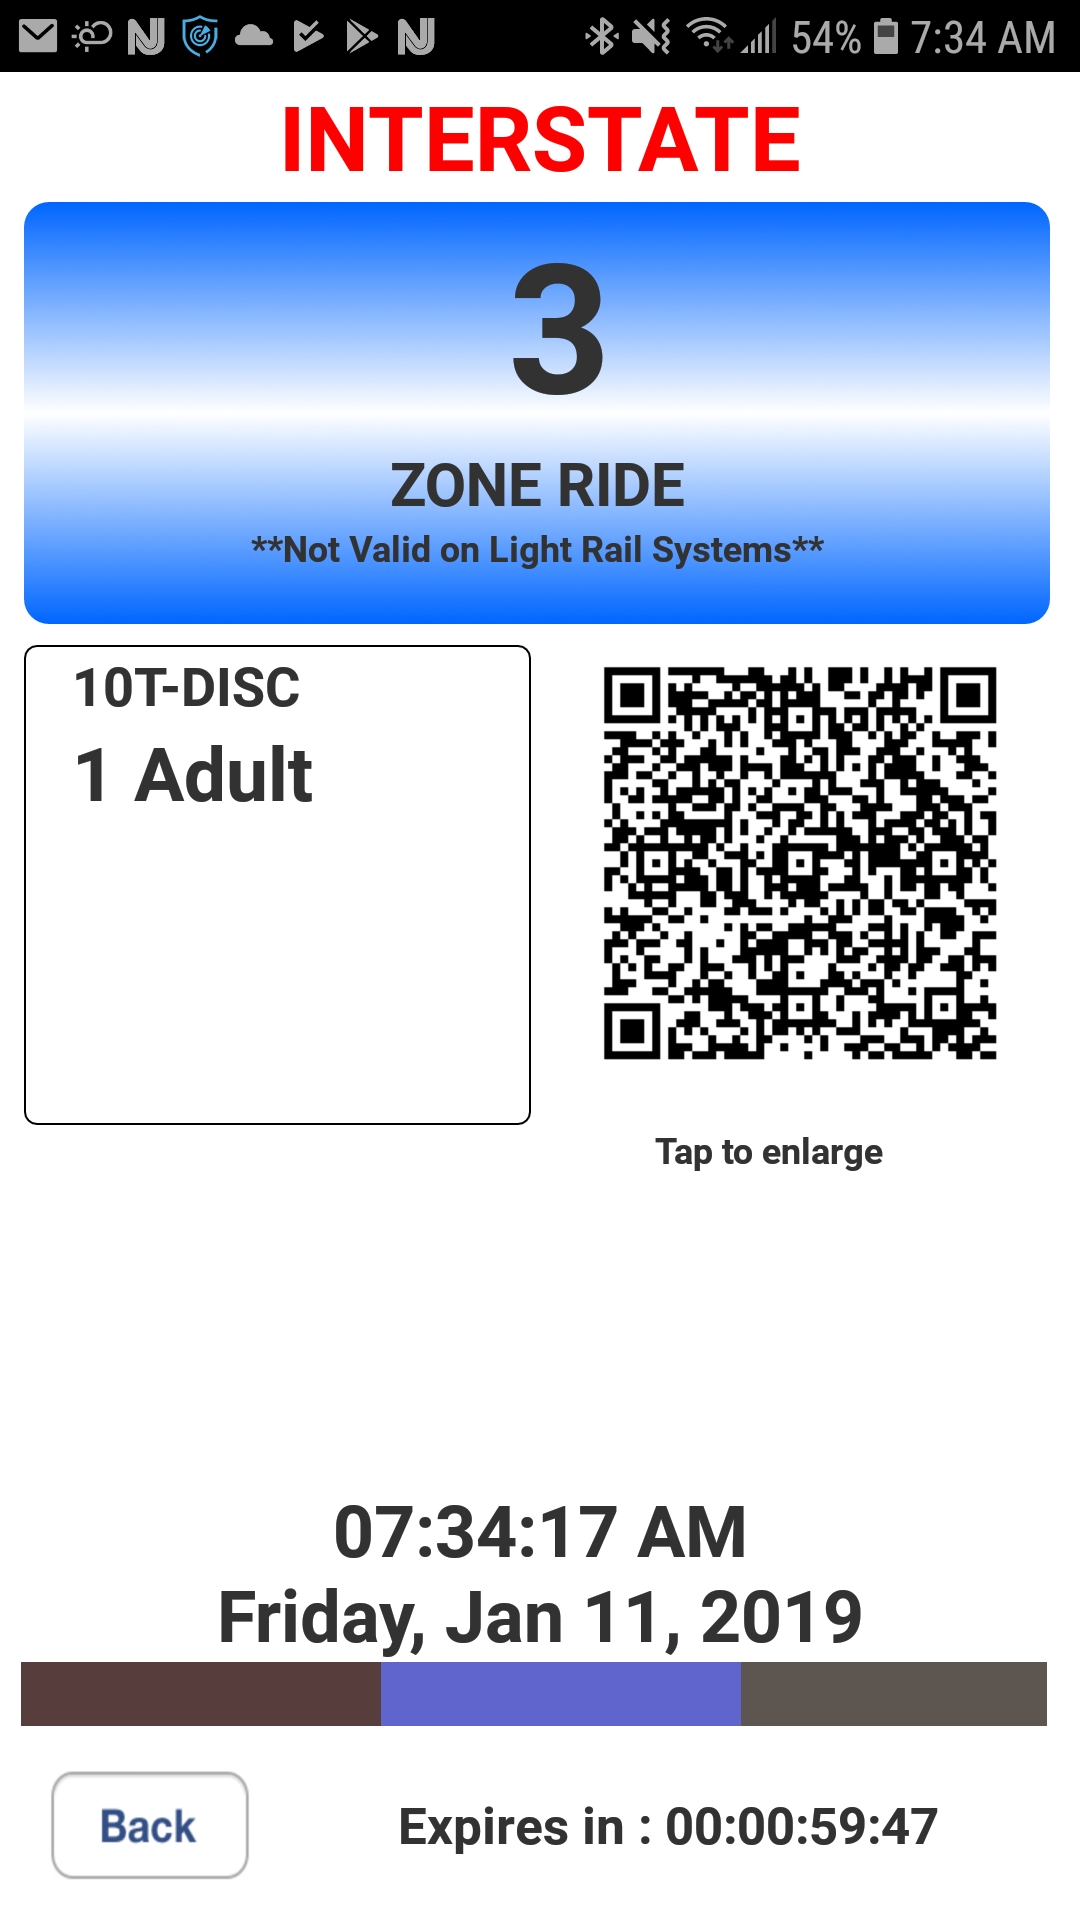 54% 7:34 AM
INTERSTATE
3
ZONE RIDE
**Not Valid on Light Rail Systems**
10T-DISC
1 Adult
Tap to enlarge
07:34:17 AM
Friday, Jan 11, 2019
Back
Expires in : 00:00:59:47